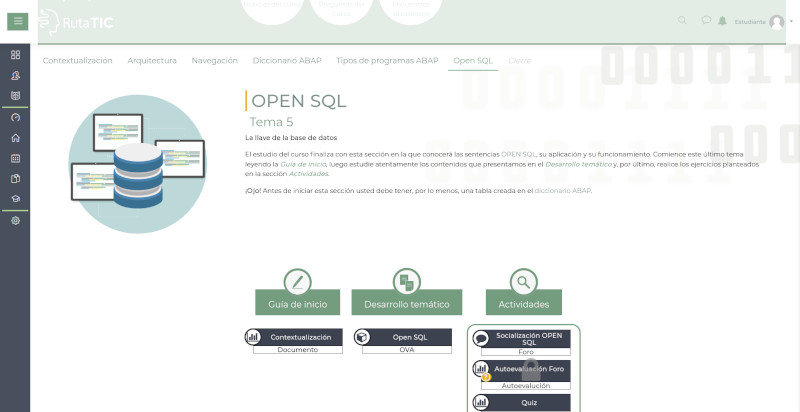 RutaTIC
Estudiante
Contextualización Arquitectura Navegación Diccionario ABAP Tipos de programas ABAP Open SQL Cierre
OPEN SQL
Tema 5
La llave de la base de datos
El estudio del curso finaliza con esta sección en la que conocerás las sentencias OPEN SQL, su aplicación y su funcionamiento. Comience este último tema
leyendo la Guía de inicio, luego estudie atentamente los contenidos que presentamos en el Desarrollo temático y, por último, realice los ejercicios planteados
en la sección Actividades.
¡Ojo! Antes de iniciar esta sección usted debe tener, por lo menos, una tabla creada en el diccionario ABAP.
Guía de inicio Desarrollo temático Actividades
Contextualización
Documento
Open SQL
OVA
Socialización OPEN
SQL
Foro
Autoevaluación Foro
Autoevalución
Quiz